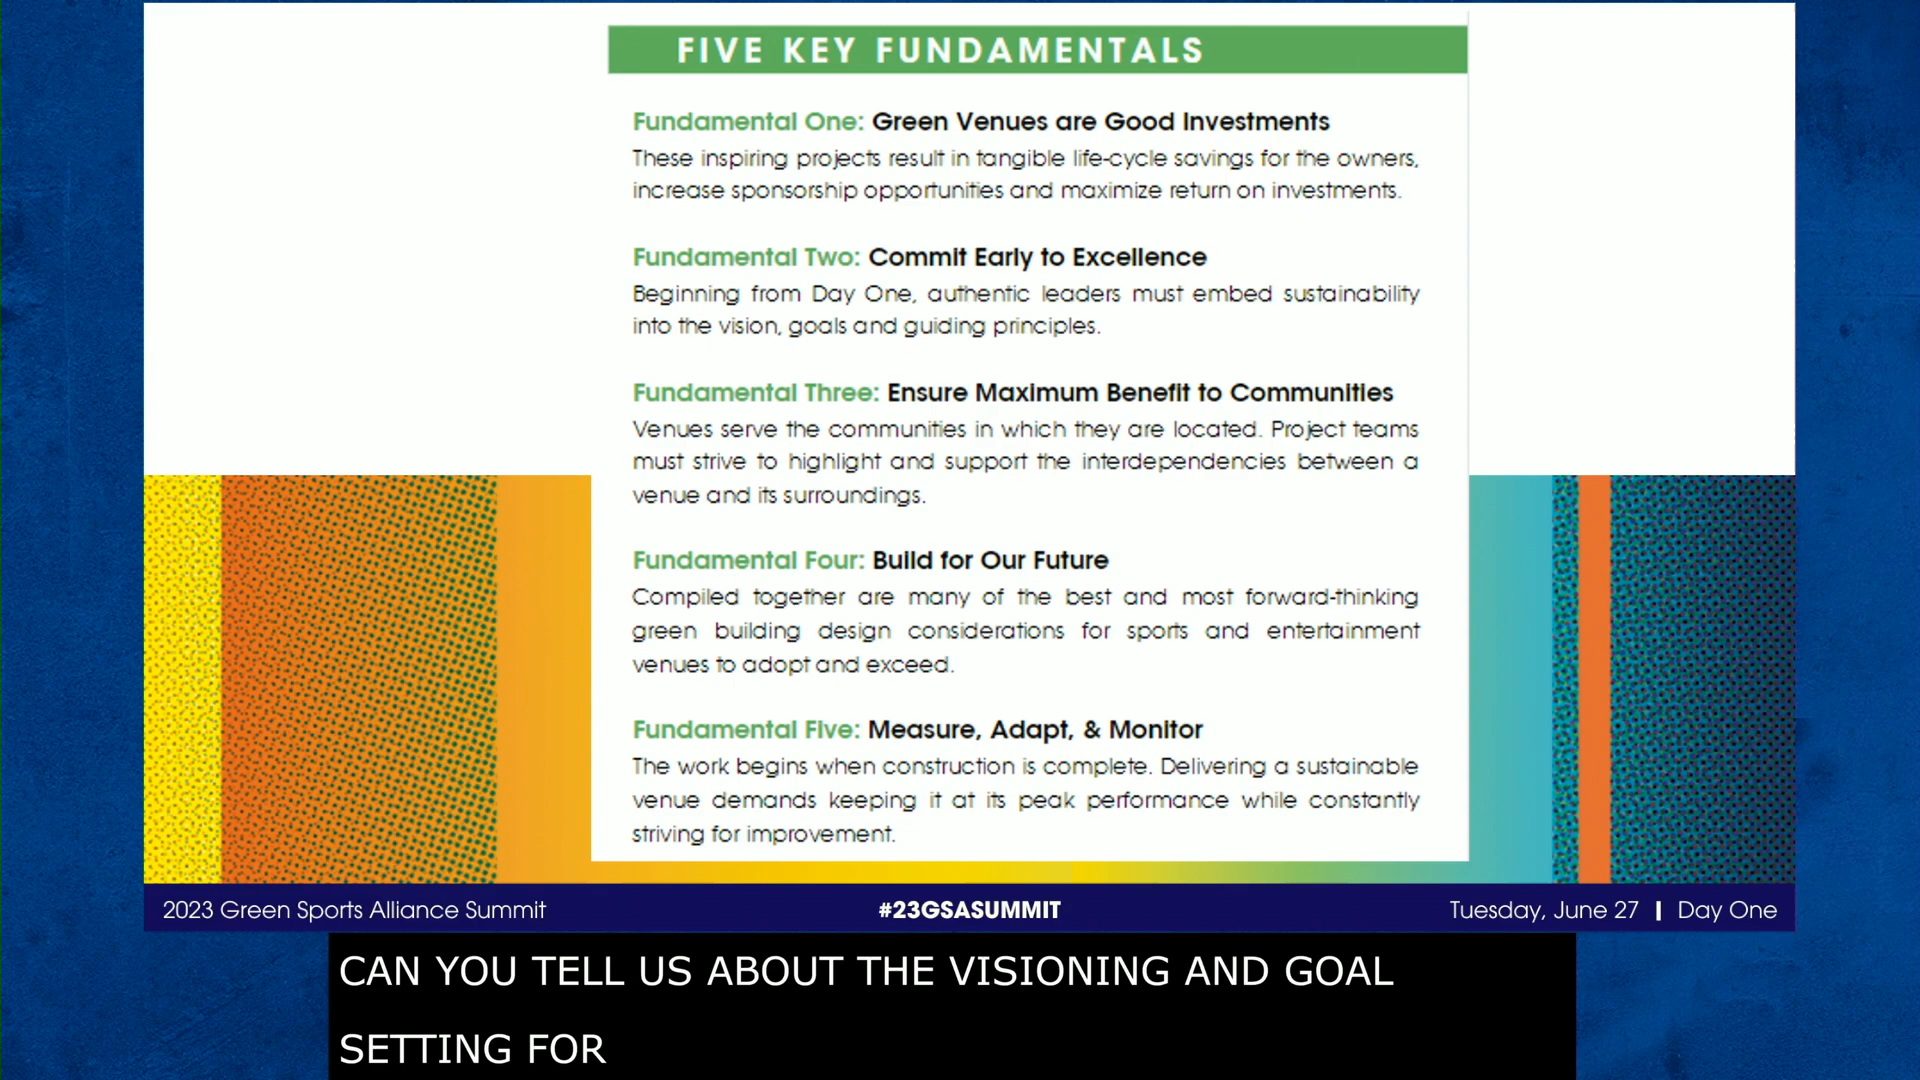 FIVE KEY FUNDAMENTALS
Fundamental One: Green Venues are Good Investments
These inspiring projects result in tangible life-cycle savings for the owners,
increase sponsorship opportunities and maximize return on investments.
Fundamental Two: Commit Early to Excellence
Beginning from Day One, authentic leaders must embed sustainability
into the vision, goals and guiding principles.
Fundamental Three: Ensure Maximum Benefit to Communities
Venues serve the communities in which they are located. Project teams
must strive to highlight and support the interdependencies between a
venue and its surroundings.
Fundamental Four: Build for Our Future
Compiled together are many of the best and most forward-thinking
green building design considerations for sports and entertainment
venues to adopt and exceed.
Fundamental Five: Measure, Adapt, & Monitor
The work begins when construction is complete. Delivering a sustainable
venue demands keeping it at its peak performance while constantly
striving for improvement.
2023 Green Sports Alliance Summit #23GSASUMMIT Tuesday, June 27 | Day One
CAN YOU TELL US ABOUT THE VISIONING AND GOAL
SETTING FOR